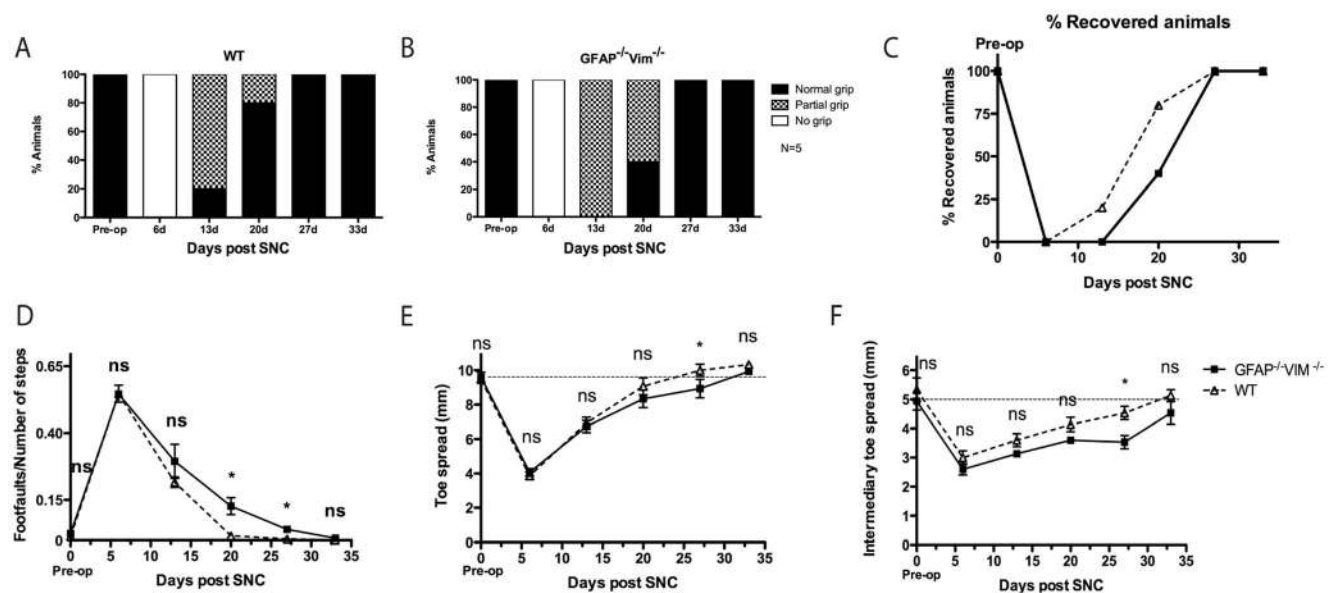 A
WT
% Animals
100
80
60
40
20
0
Pre-op 6d 13d 20d 27d 33d
Days post SNC
B
GFAP-/-Vim-/-
% Animals
100
80
60
40
20
0
Pre-op 6d 13d 20d 27d 33d
Days post SNC
Normal grip
Partial grip
No grip
N=5
C
% Recovered animals
Pre-op
% Recovered animals
100
75
50
25
0
0 10 20 30
Days post SNC
D
Footfaults/Number of steps
0.65
0.40
0.15
0
ns ns ns * * ns
0 5 10 15 20 25 30 35
Pre-op
Days post SNC
E
Toe spread (mm)
12
10
8
6
4
2
0
ns ns ns ns * ns
0 5 10 15 20 25 30 35
Pre-op
Days post SNC
F
Intermediary toe spread (mm)
6
5
4
3
2
1
0
ns ns ns ns * ns
0 5 10 15 20 25 30 35
Pre-op
Days post SNC
GFAP-/-VIM -/-
WT